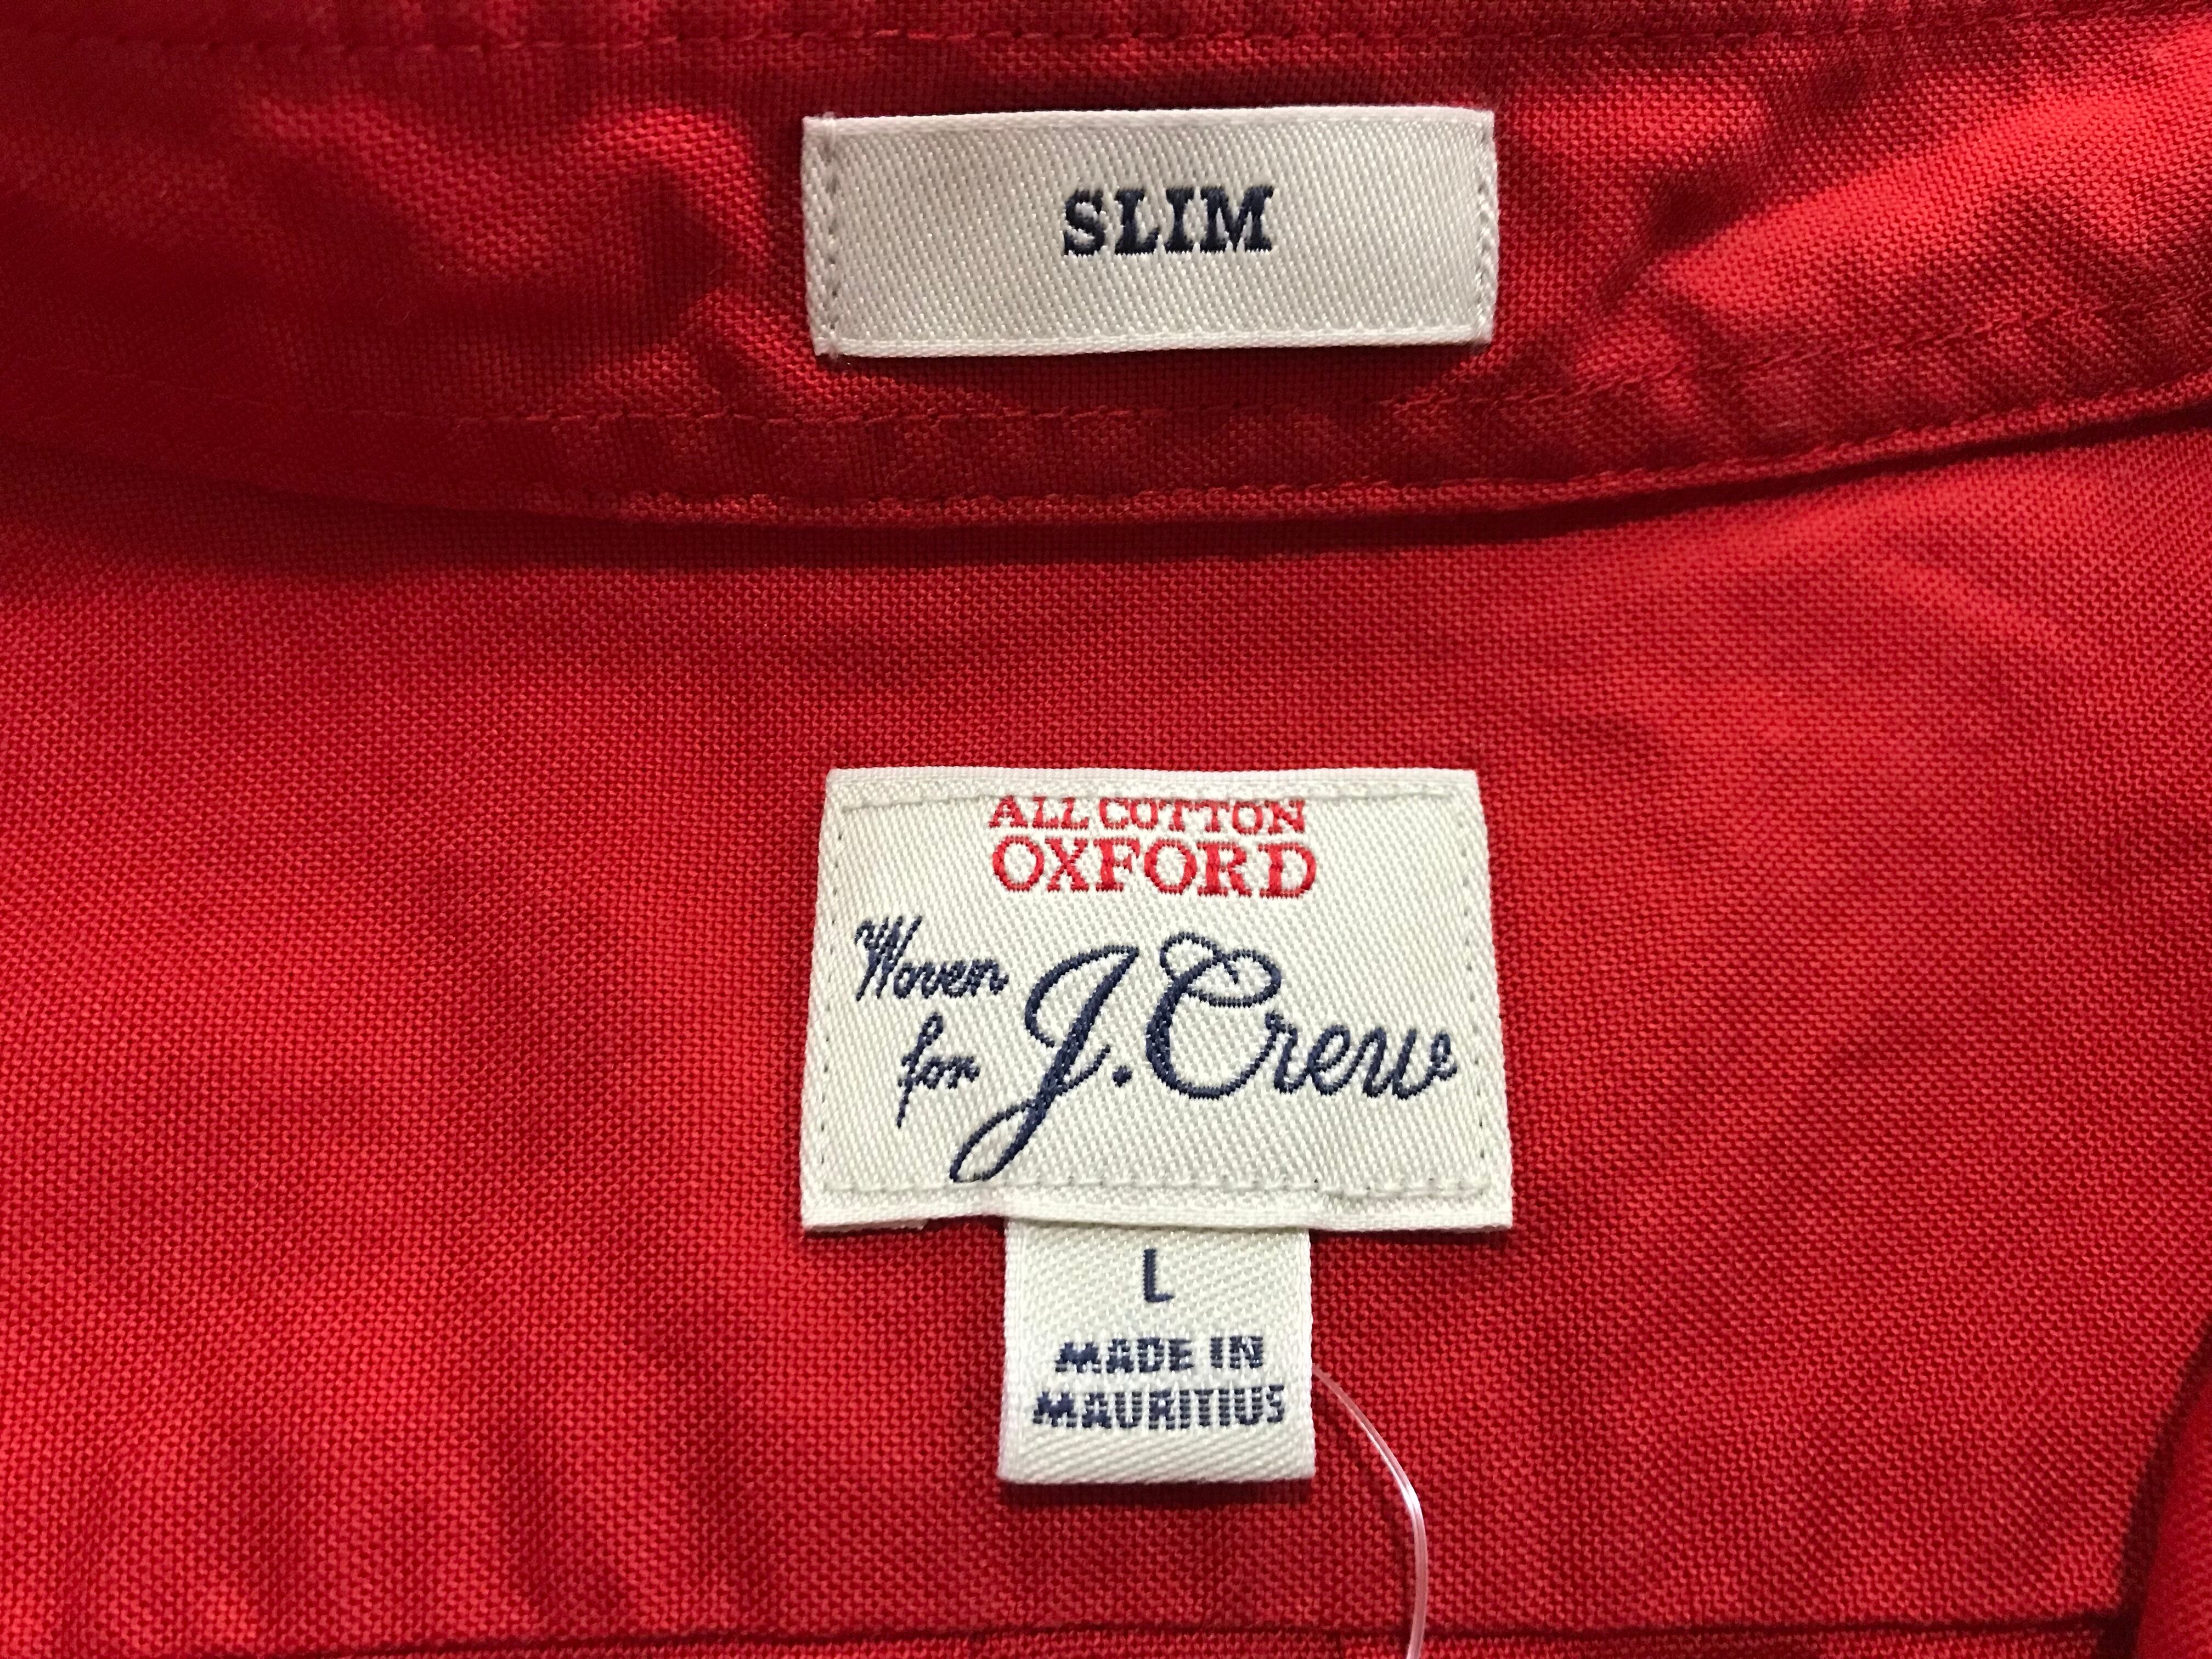 SLIM
ALL COTTON
OXFORD
Woven
for J.Crew
L
MADE IN
MAURITIUS